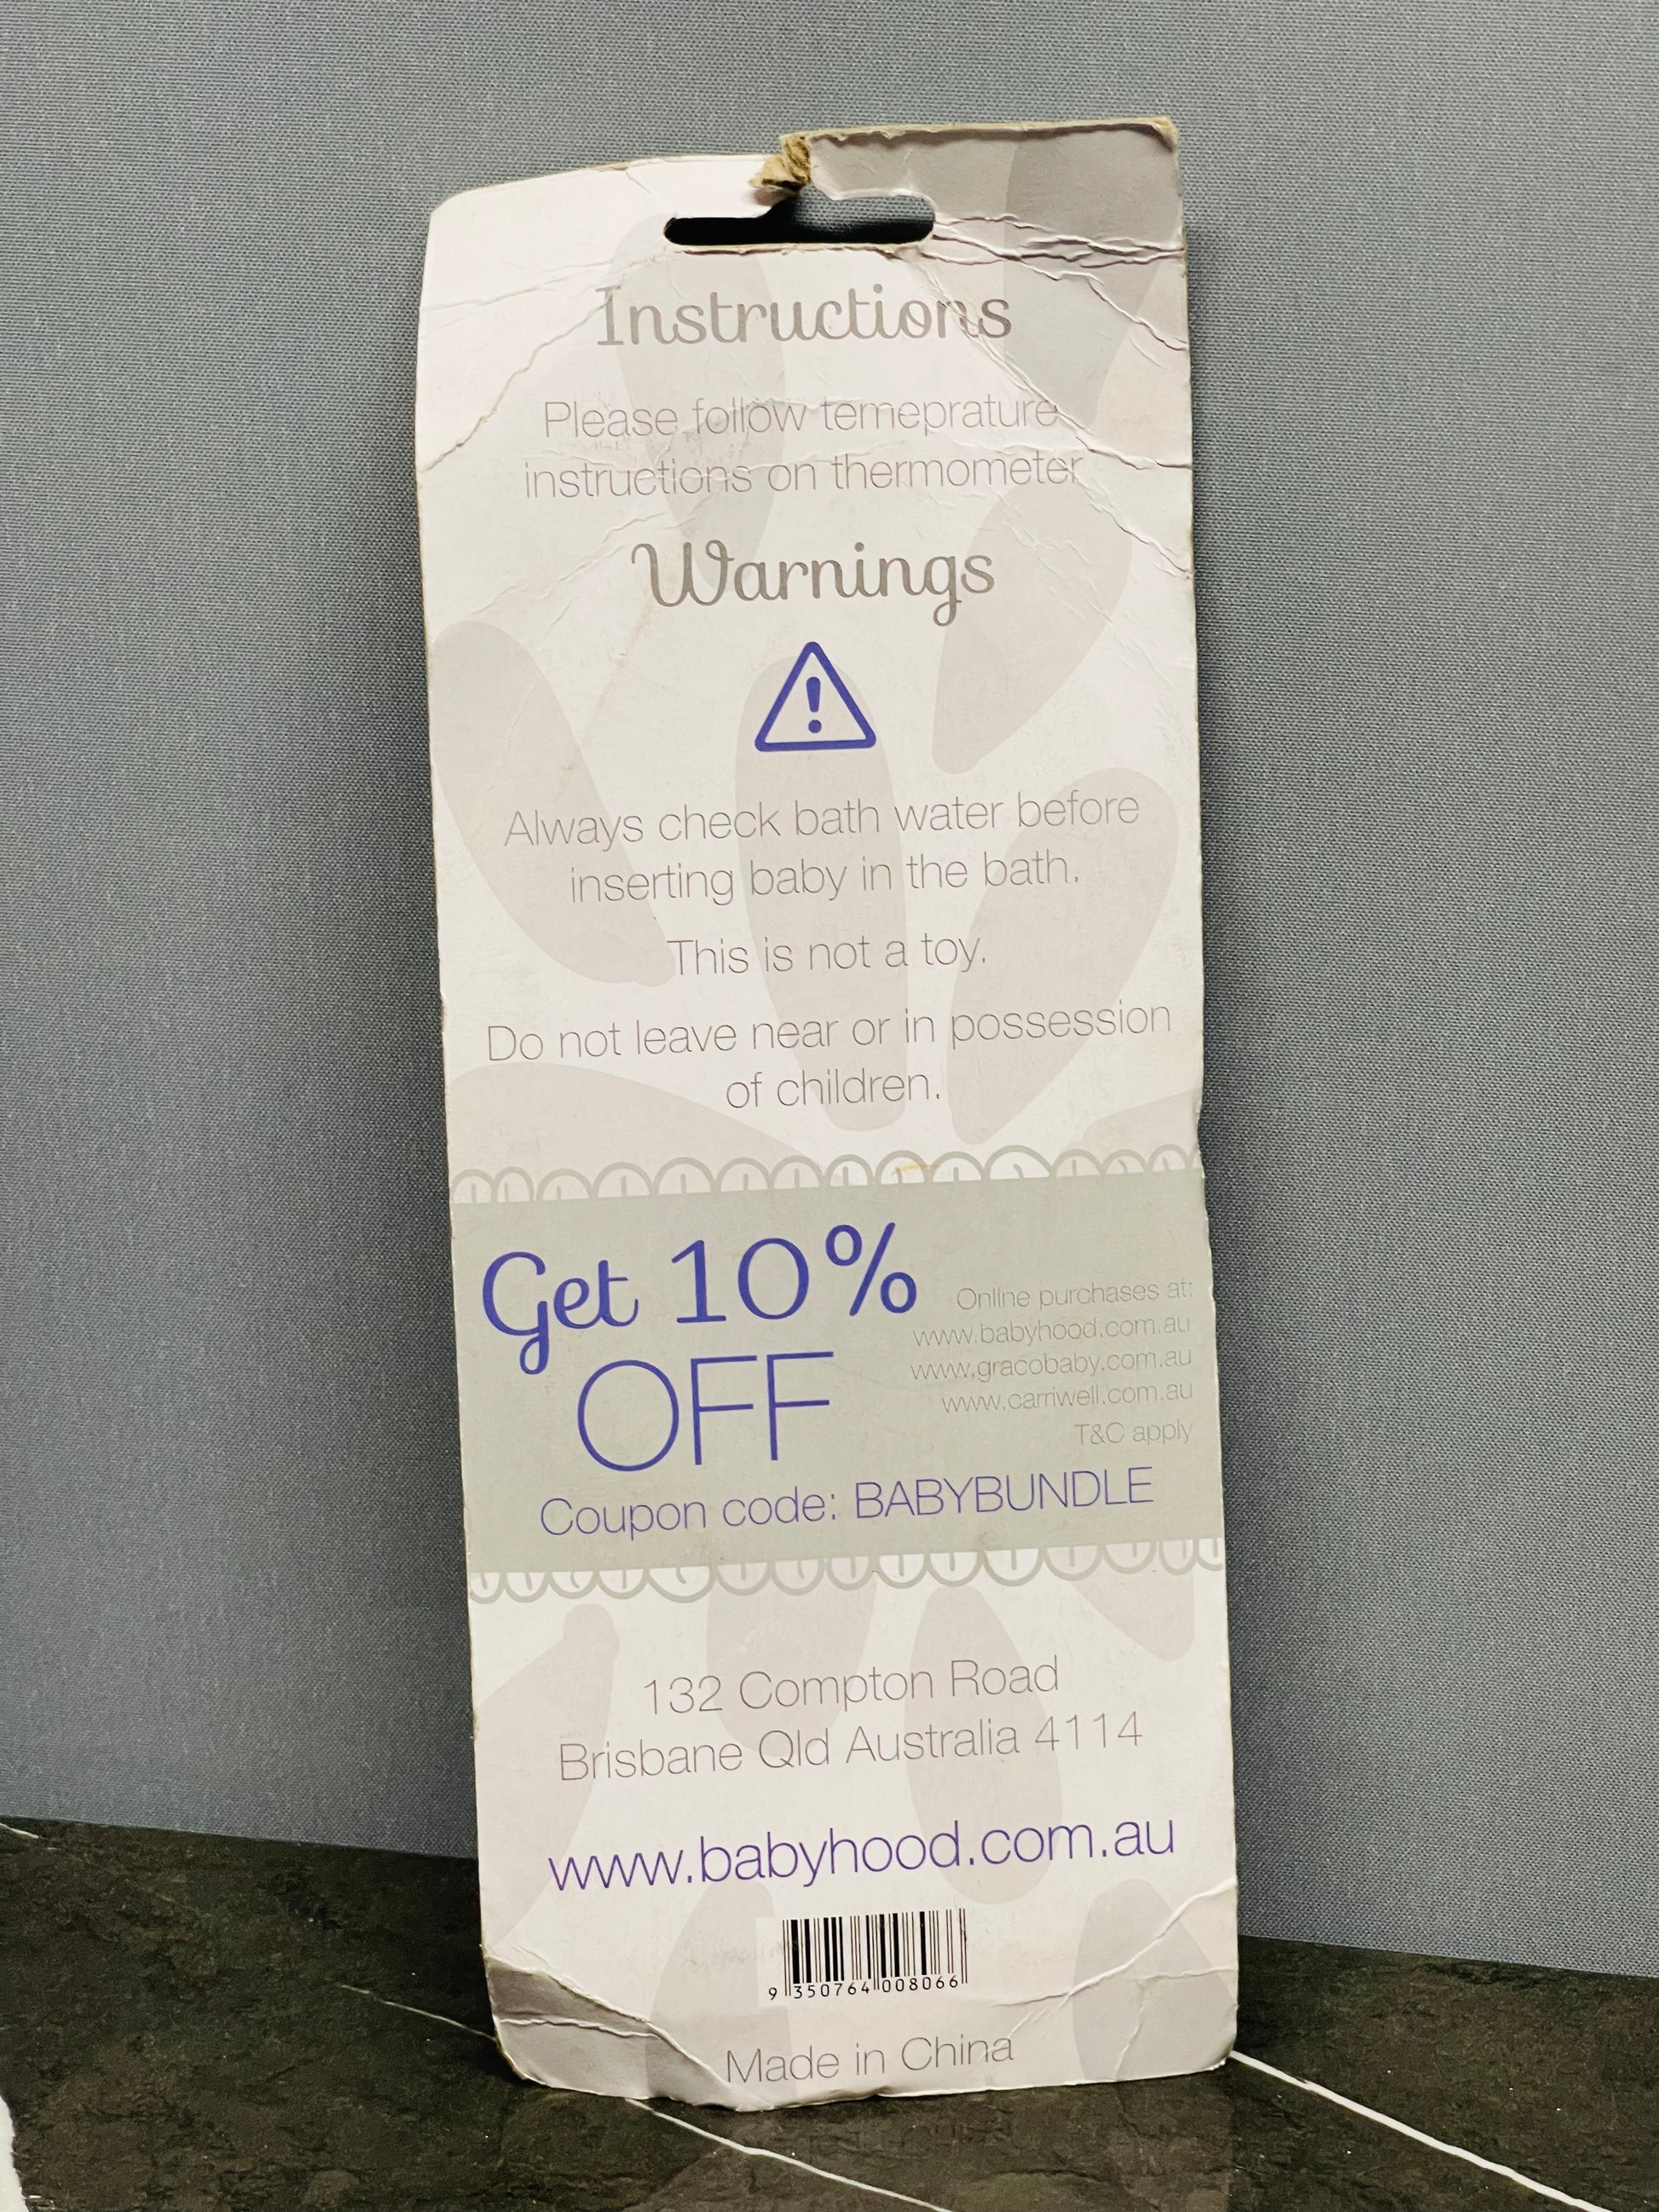 Instructions
Please follow temeprature
instructions on thermometer
Warnings
!
Always check bath water before
inserting baby in the bath.
This is not a toy.
Do not leave near or in possession
of children.
Get 10%
OFF
Online purchases at:
www.babyhood.com.au
www.gracobaby.com.au
www.carriwell.com.au
T&C apply
Coupon code: BABYBUNDLE
132 Compton Road
Brisbane Qld Australia 4114
www.babyhood.com.au
9 350764 008066
Made in China